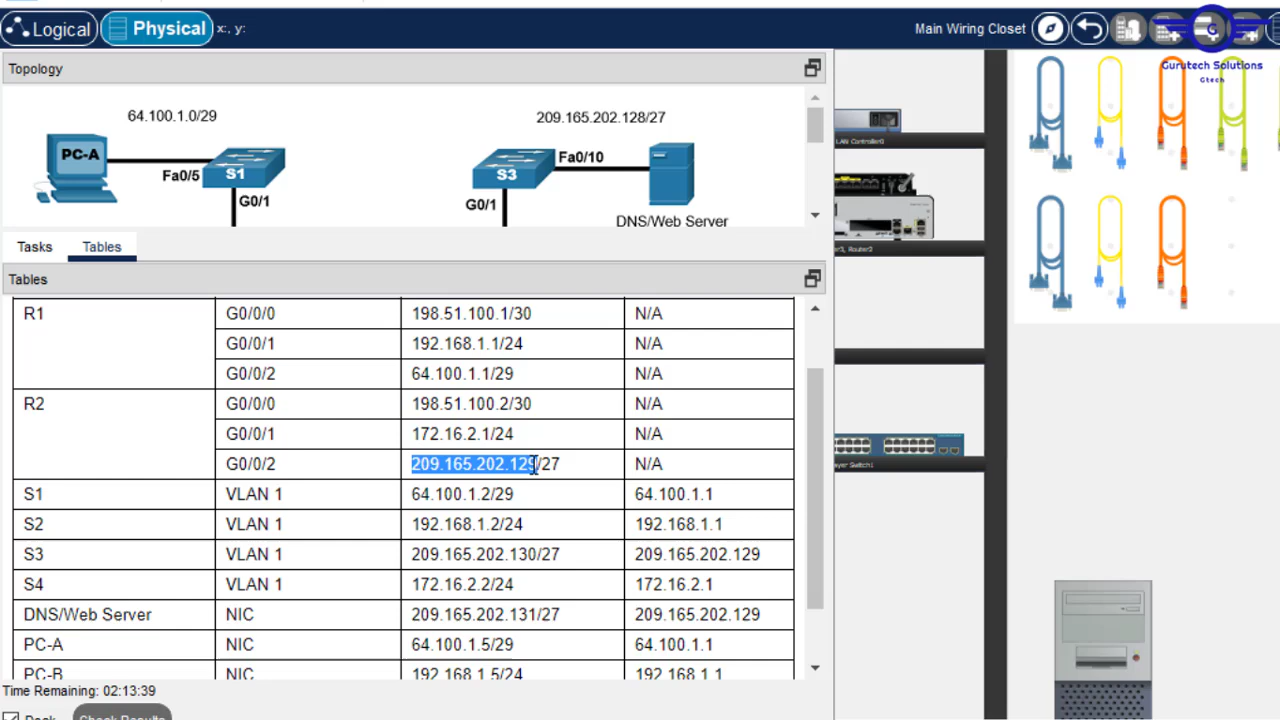 Logical Physical x:, y: Main Wiring Closet
Gurutech Solutions
Gtech
Topology
64.100.1.0/29 209.165.202.128/27
PC-A S1 S3 Fa0/10
Fa0/5 G0/1 G0/1
DNS/Web Server
Tasks Tables
Tables
R1 G0/0/0 198.51.100.1/30 N/A
G0/0/1 192.168.1.1/24 N/A
G0/0/2 64.100.1.1/29 N/A
R2 G0/0/0 198.51.100.2/30 N/A
G0/0/1 172.16.2.1/24 N/A
G0/0/2 209.165.202.129/27 N/A
S1 VLAN 1 64.100.1.2/29 64.100.1.1
S2 VLAN 1 192.168.1.2/24 192.168.1.1
S3 VLAN 1 209.165.202.130/27 209.165.202.129
S4 VLAN 1 172.16.2.2/24 172.16.2.1
DNS/Web Server NIC 209.165.202.131/27 209.165.202.129
PC-A NIC 64.100.1.5/29 64.100.1.1
PC-B NIC 192.168.1.5/24 192.168.1.1
Time Remaining: 02:13:39
Dock Check Results